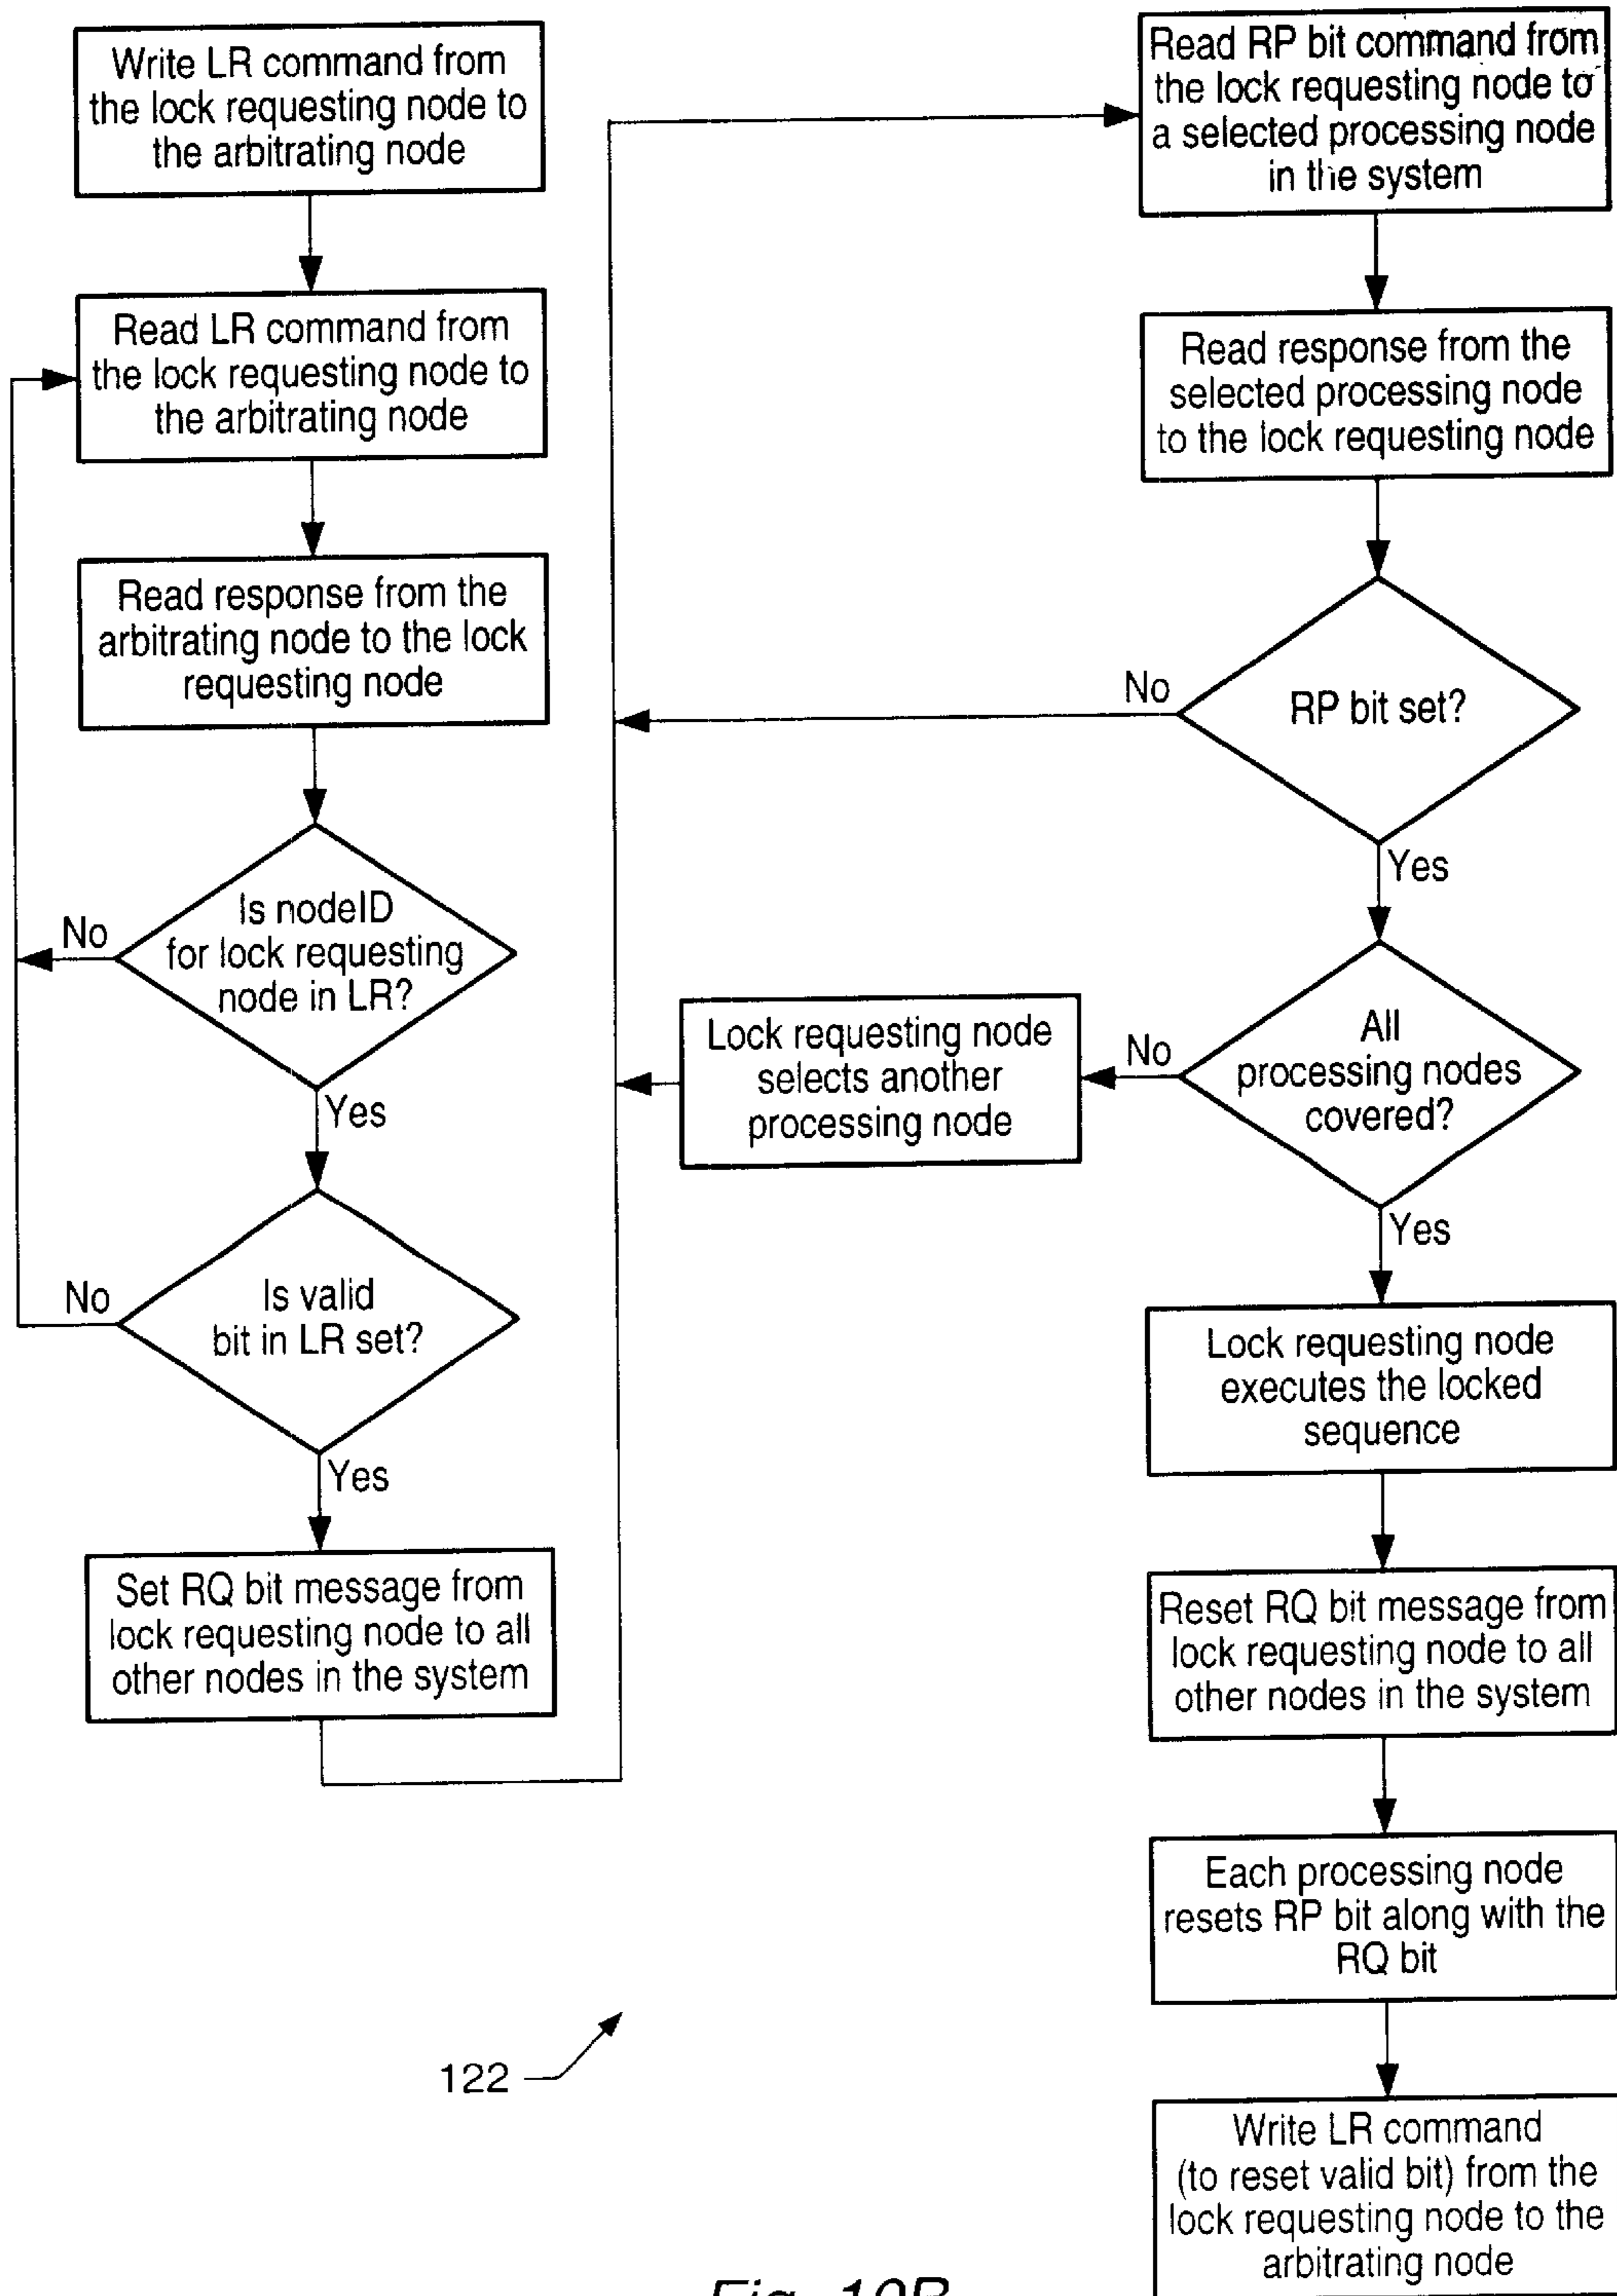 Write LR command from
the lock requesting node to
the arbitrating node
Read LR command from
the lock requesting node to
the arbitrating node
Read response from the
arbitrating node to the lock
requesting node
Is nodeID
for lock requesting
node in LR?
No
Yes
Is valid
bit in LR set?
No
Yes
Set RQ bit message from
lock requesting node to all
other nodes in the system
Read RP bit command from
the lock requesting node to
a selected processing node
in the system
Read response from the
selected processing node
to the lock requesting node
RP bit set?
No
Yes
All
processing nodes
covered?
No
Lock requesting node
selects another
processing node
Yes
Lock requesting node
executes the locked
sequence
Reset RQ bit message from
lock requesting node to all
other nodes in the system
Each processing node
resets RP bit along with the
RQ bit
Write LR command
(to reset valid bit) from the
lock requesting node to the
arbitrating node
122
Fig. 10B